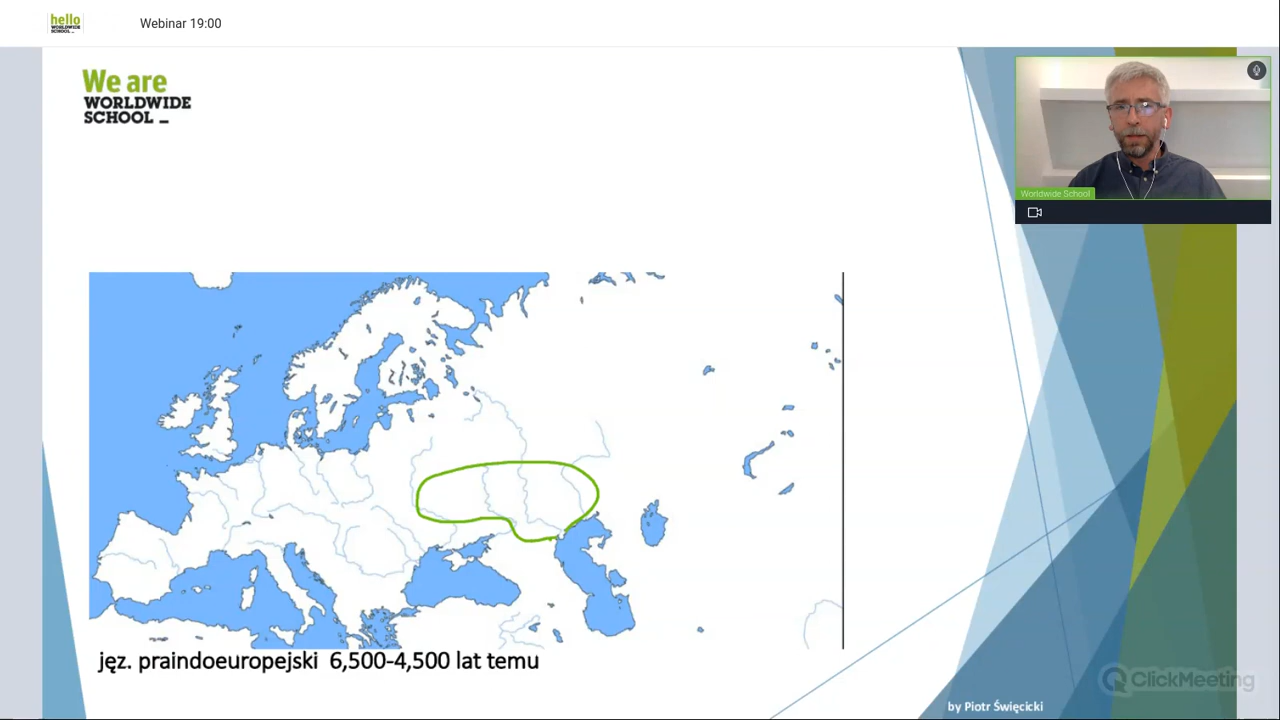 hello
WORLDWIDE
SCHOOL _
Webinar 19:00
We are
WORLDWIDE
SCHOOL _
Worldwide School
jęz. praindoeuropejski 6,500-4,500 lat temu
ClickMeeting
by Piotr Święcicki